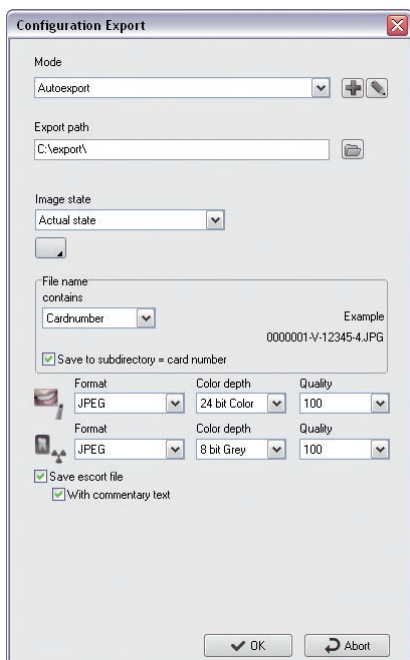 Configuration Export
Mode
Autoexport
Export path
C:\export\
Image state
Actual state
File name
contains
Cardnumber
Example
0000001-V-12345-4.JPG
Save to subdirectory = card number
Format Color depth Quality
JPEG 24 bit Color 100
Format Color depth Quality
JPEG 8 bit Grey 100
Save escort file
With commentary text
OK Abort